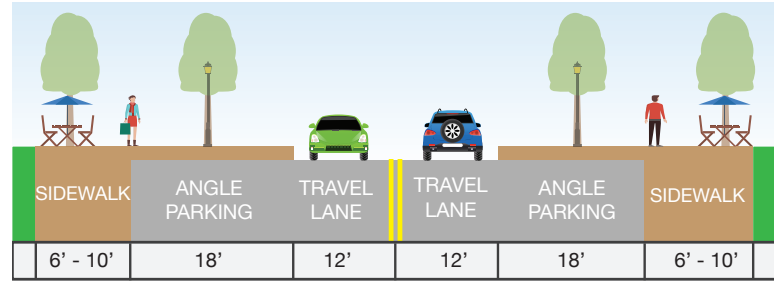 SIDEWALK
ANGLE
PARKING
TRAVEL
LANE
TRAVEL
LANE
ANGLE
PARKING
SIDEWALK
6' - 10'
18’
12’
12’
18’
6' - 10'